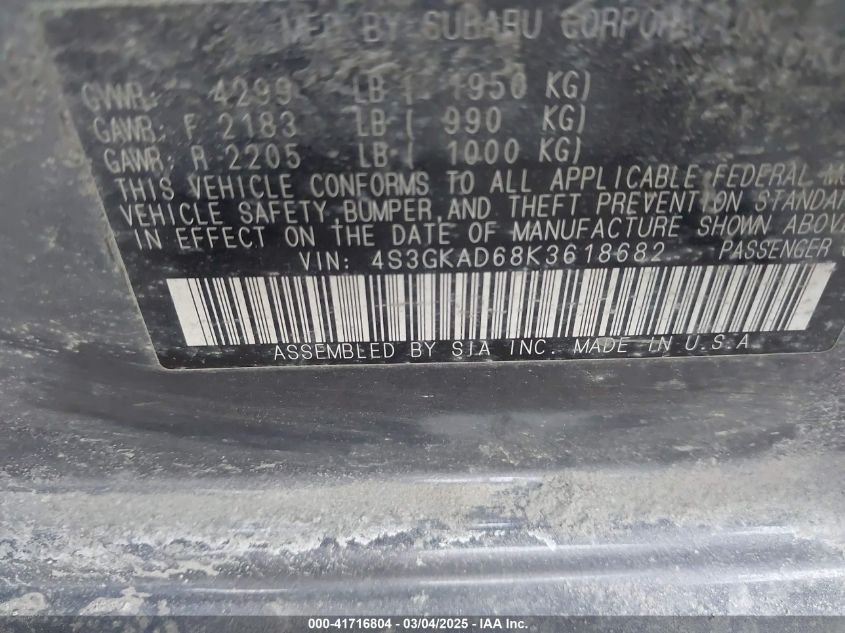 MFD BY SUBARU
GVWR: 4299 LB ( 1950 KG)
GAWR: F 2183 LB ( 990 KG)
GAWR: R 2205 LB ( 1000 KG)
THIS VEHICLE CONFORMS TO ALL APPLICABLE FEDERAL
VEHICLE SAFETY, BUMPER, AND THEFT PREVENTION STANDA
IN EFFECT ON THE DATE OF MANUFACTURE SHOWN ABOV
VIN: 4S3GKAD68K3618682 PASSENGER
ASSEMBLED BY SIA INC. MADE IN U.S.A
000-41716804 - 03/04/2025 - IAA Inc.